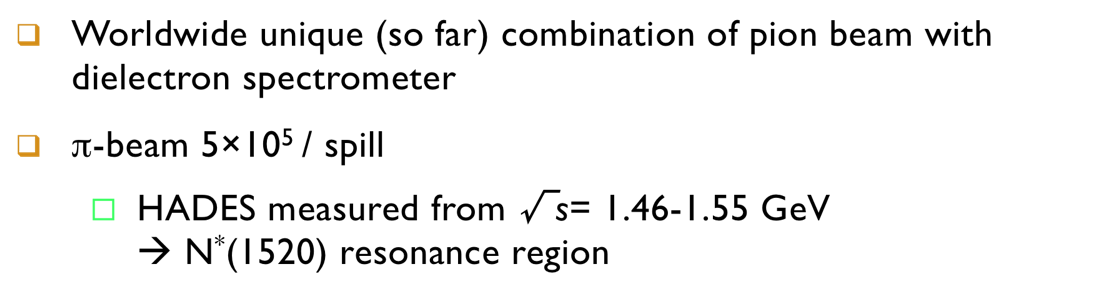 Worldwide unique (so far) combination of pion beam with
dielectron spectrometer
π-beam 5×10⁵ / spill
HADES measured from √s= 1.46-1.55 GeV
→ N*(1520) resonance region